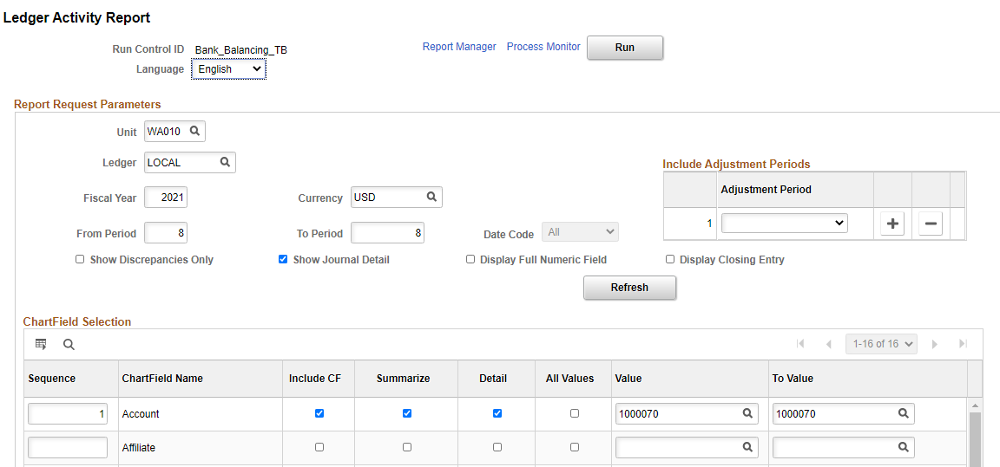 Ledger Activity Report
Run Control ID Bank_Balancing_TB Report Manager Process Monitor Run
Language English
Report Request Parameters
Unit WA010
Ledger LOCAL
Include Adjustment Periods
Adjustment Period
Fiscal Year 2021 Currency USD
1
From Period 8 To Period 8 Date Code All
Show Discrepancies Only Show Journal Detail Display Full Numeric Field Display Closing Entry
Refresh
ChartField Selection
1-16 of 16
Sequence ChartField Name Include CF Summarize Detail All Values Value To Value
1 Account 1000070 1000070
Affiliate